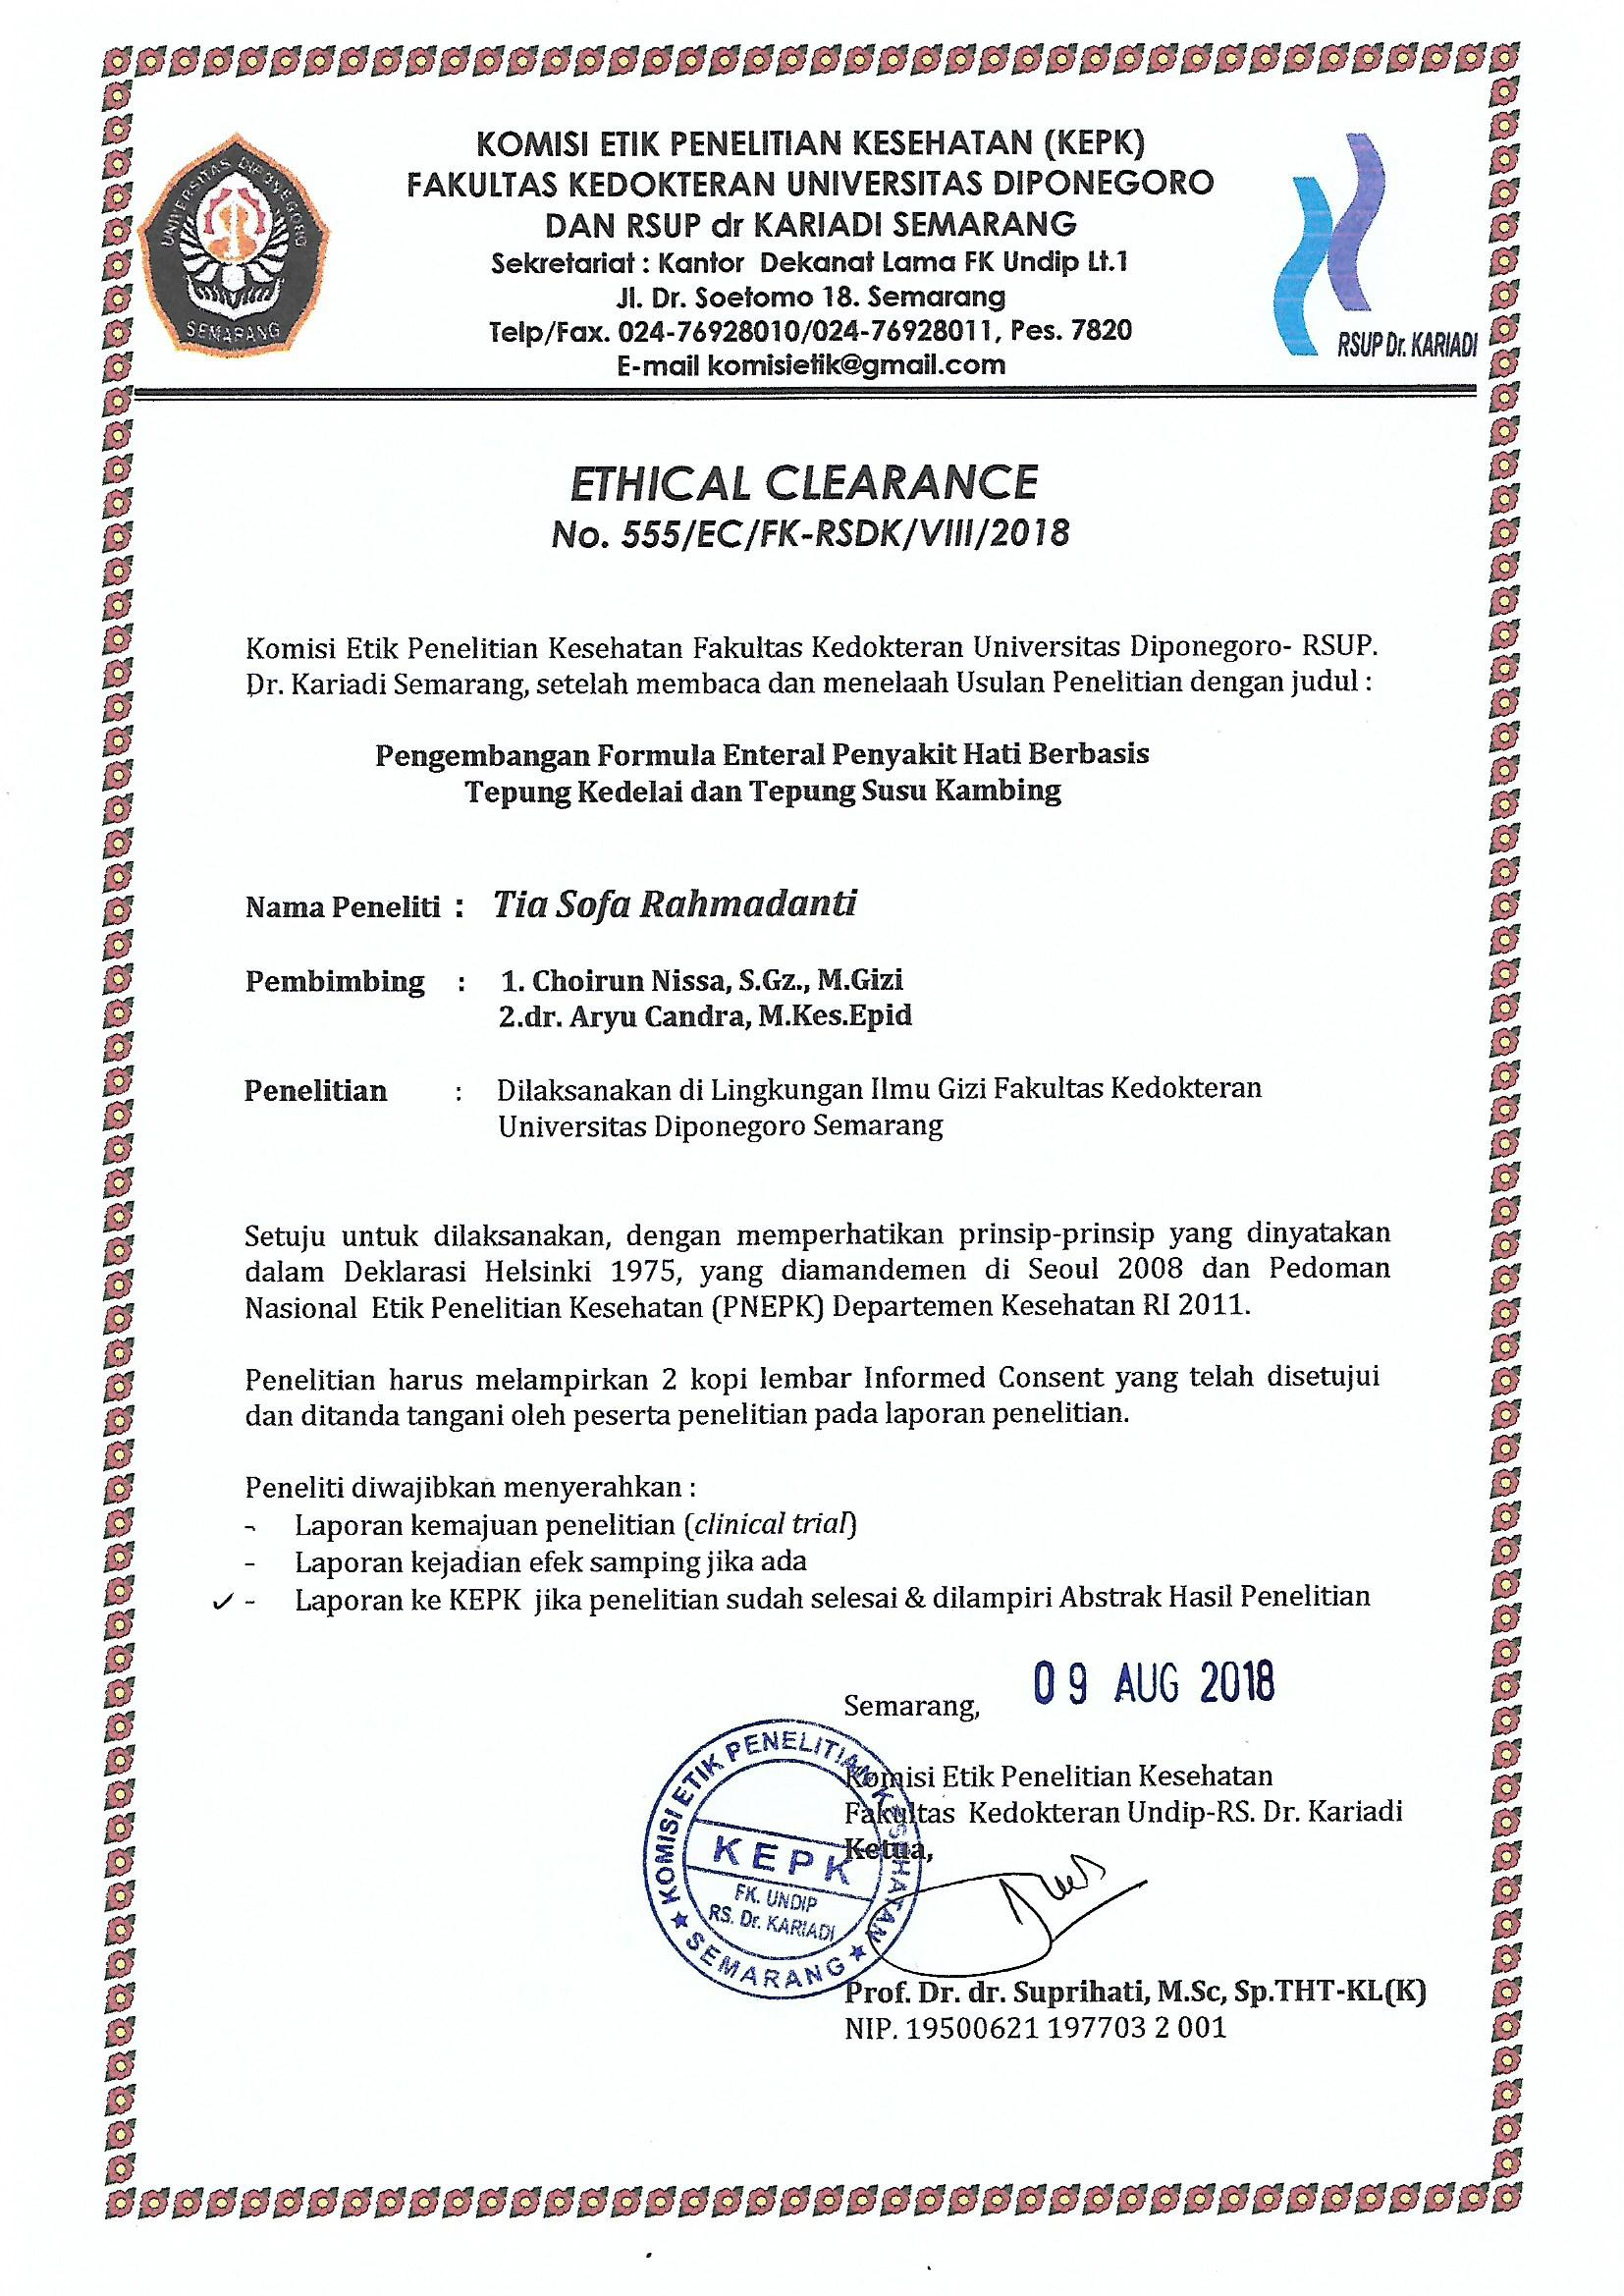 KOMISI ETIK PENELITIAN KESEHATAN (KEPK)
FAKULTAS KEDOKTERAN UNIVERSITAS DIPONEGORO
DAN RSUP dr KARIADI SEMARANG
Sekretariat : Kantor Dekanat Lama FK Undip Lt.1
Jl. Dr. Soetomo 18. Semarang
Telp/Fax. 024-76928010/024-76928011, Pes. 7820
E-mail komisietik@gmail.com
UNIVERSITAS DIPONEGORO
SEMARANG
RSUP Dr. KARIADI
ETHICAL CLEARANCE
No. 555/EC/FK-RSDK/VIII/2018
Komisi Etik Penelitian Kesehatan Fakultas Kedokteran Universitas Diponegoro- RSUP.
Dr. Kariadi Semarang, setelah membaca dan menelaah Usulan Penelitian dengan judul :
Pengembangan Formula Enteral Penyakit Hati Berbasis
Tepung Kedelai dan Tepung Susu Kambing
Nama Peneliti : Tia Sofa Rahmadanti
Pembimbing : 1. Choirun Nissa, S.Gz., M.Gizi
2.dr. Aryu Candra, M.Kes.Epid
Penelitian : Dilaksanakan di Lingkungan Ilmu Gizi Fakultas Kedokteran
Universitas Diponegoro Semarang
Setuju untuk dilaksanakan, dengan memperhatikan prinsip-prinsip yang dinyatakan
dalam Deklarasi Helsinki 1975, yang diamandemen di Seoul 2008 dan Pedoman
Nasional Etik Penelitian Kesehatan (PNEPK) Departemen Kesehatan RI 2011.
Penelitian harus melampirkan 2 kopi lembar Informed Consent yang telah disetujui
dan ditanda tangani oleh peserta penelitian pada laporan penelitian.
Peneliti diwajibkan menyerahkan :
- Laporan kemajuan penelitian (clinical trial)
- Laporan kejadian efek samping jika ada
✓ - Laporan ke KEPK jika penelitian sudah selesai & dilampiri Abstrak Hasil Penelitian
Semarang, 09 AUG 2018
Komisi Etik Penelitian Kesehatan
Fakultas Kedokteran Undip-RS. Dr. Kariadi
Ketua,
KOMISI ETIK PENELITIAN KESEHATAN
KEPK
FK. UNDIP
RS. Dr. KARIADI
★ SEMARANG ★
Prof. Dr. dr. Suprihati, M.Sc, Sp.THT-KL(K)
NIP. 19500621 197703 2 001